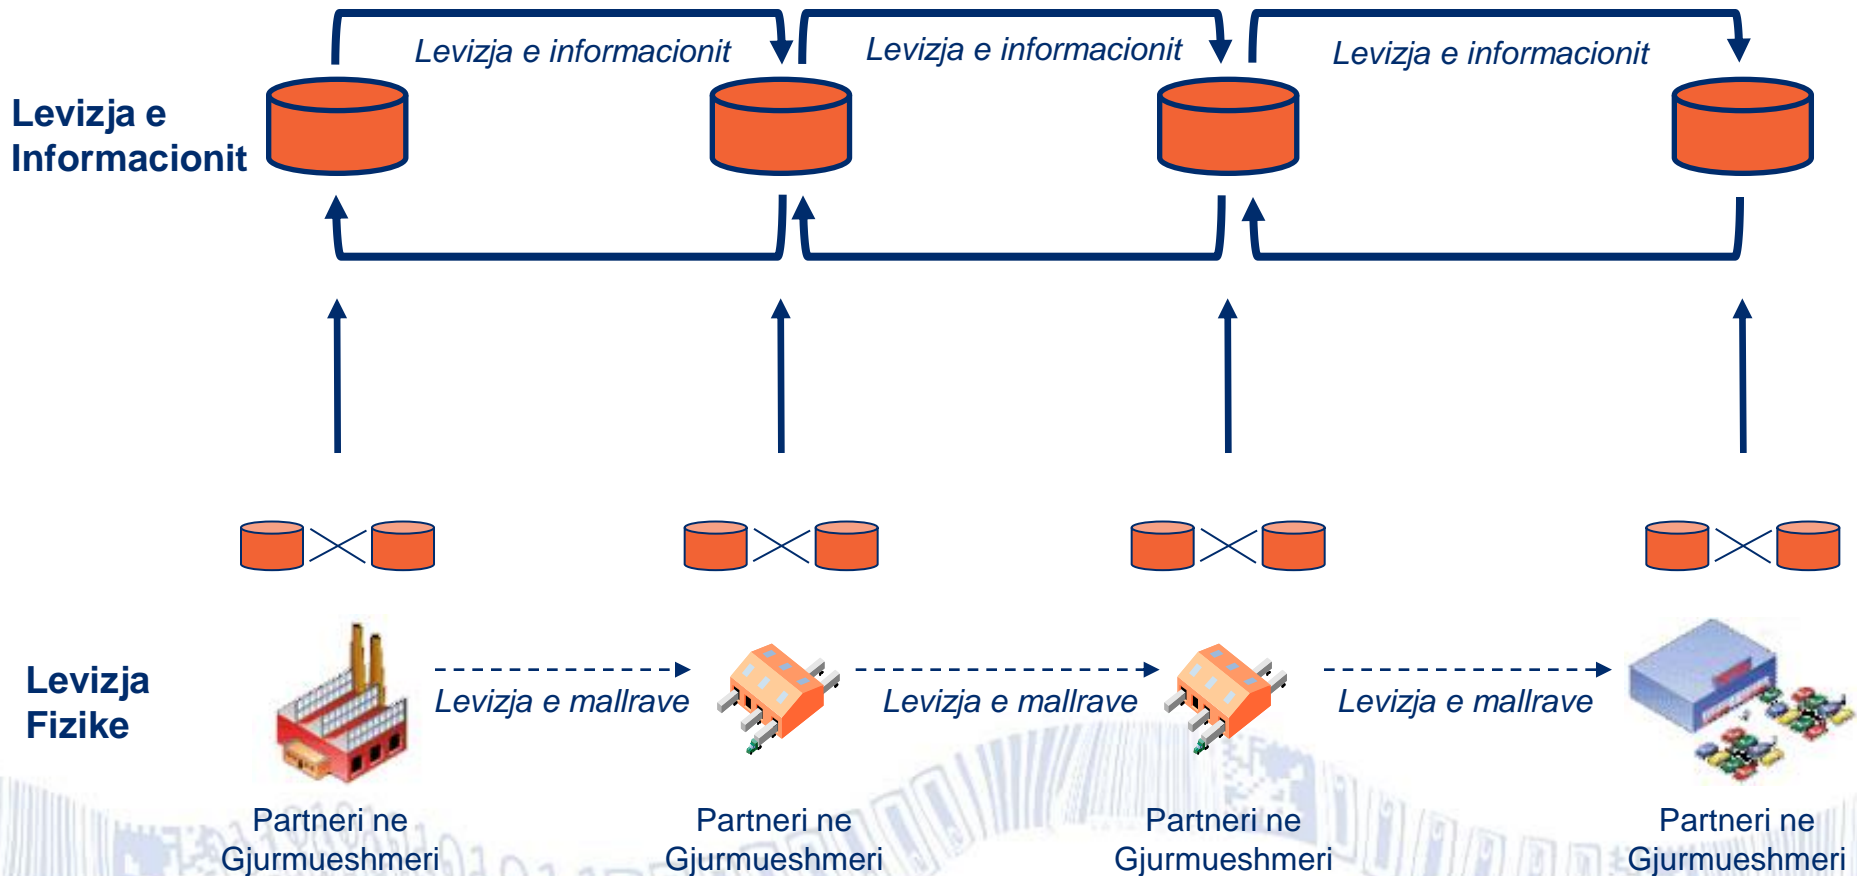 Levizja e informacionit
Levizja e informacionit
Levizja e informacionit
Levizja e
Informacionit
Levizja
Fizike
Levizja e mallrave
Levizja e mallrave
Levizja e mallrave
Partneri ne
Gjurmueshmeri
Partneri ne
Gjurmueshmeri
Partneri ne
Gjurmueshmeri
Partneri ne
Gjurmueshmeri